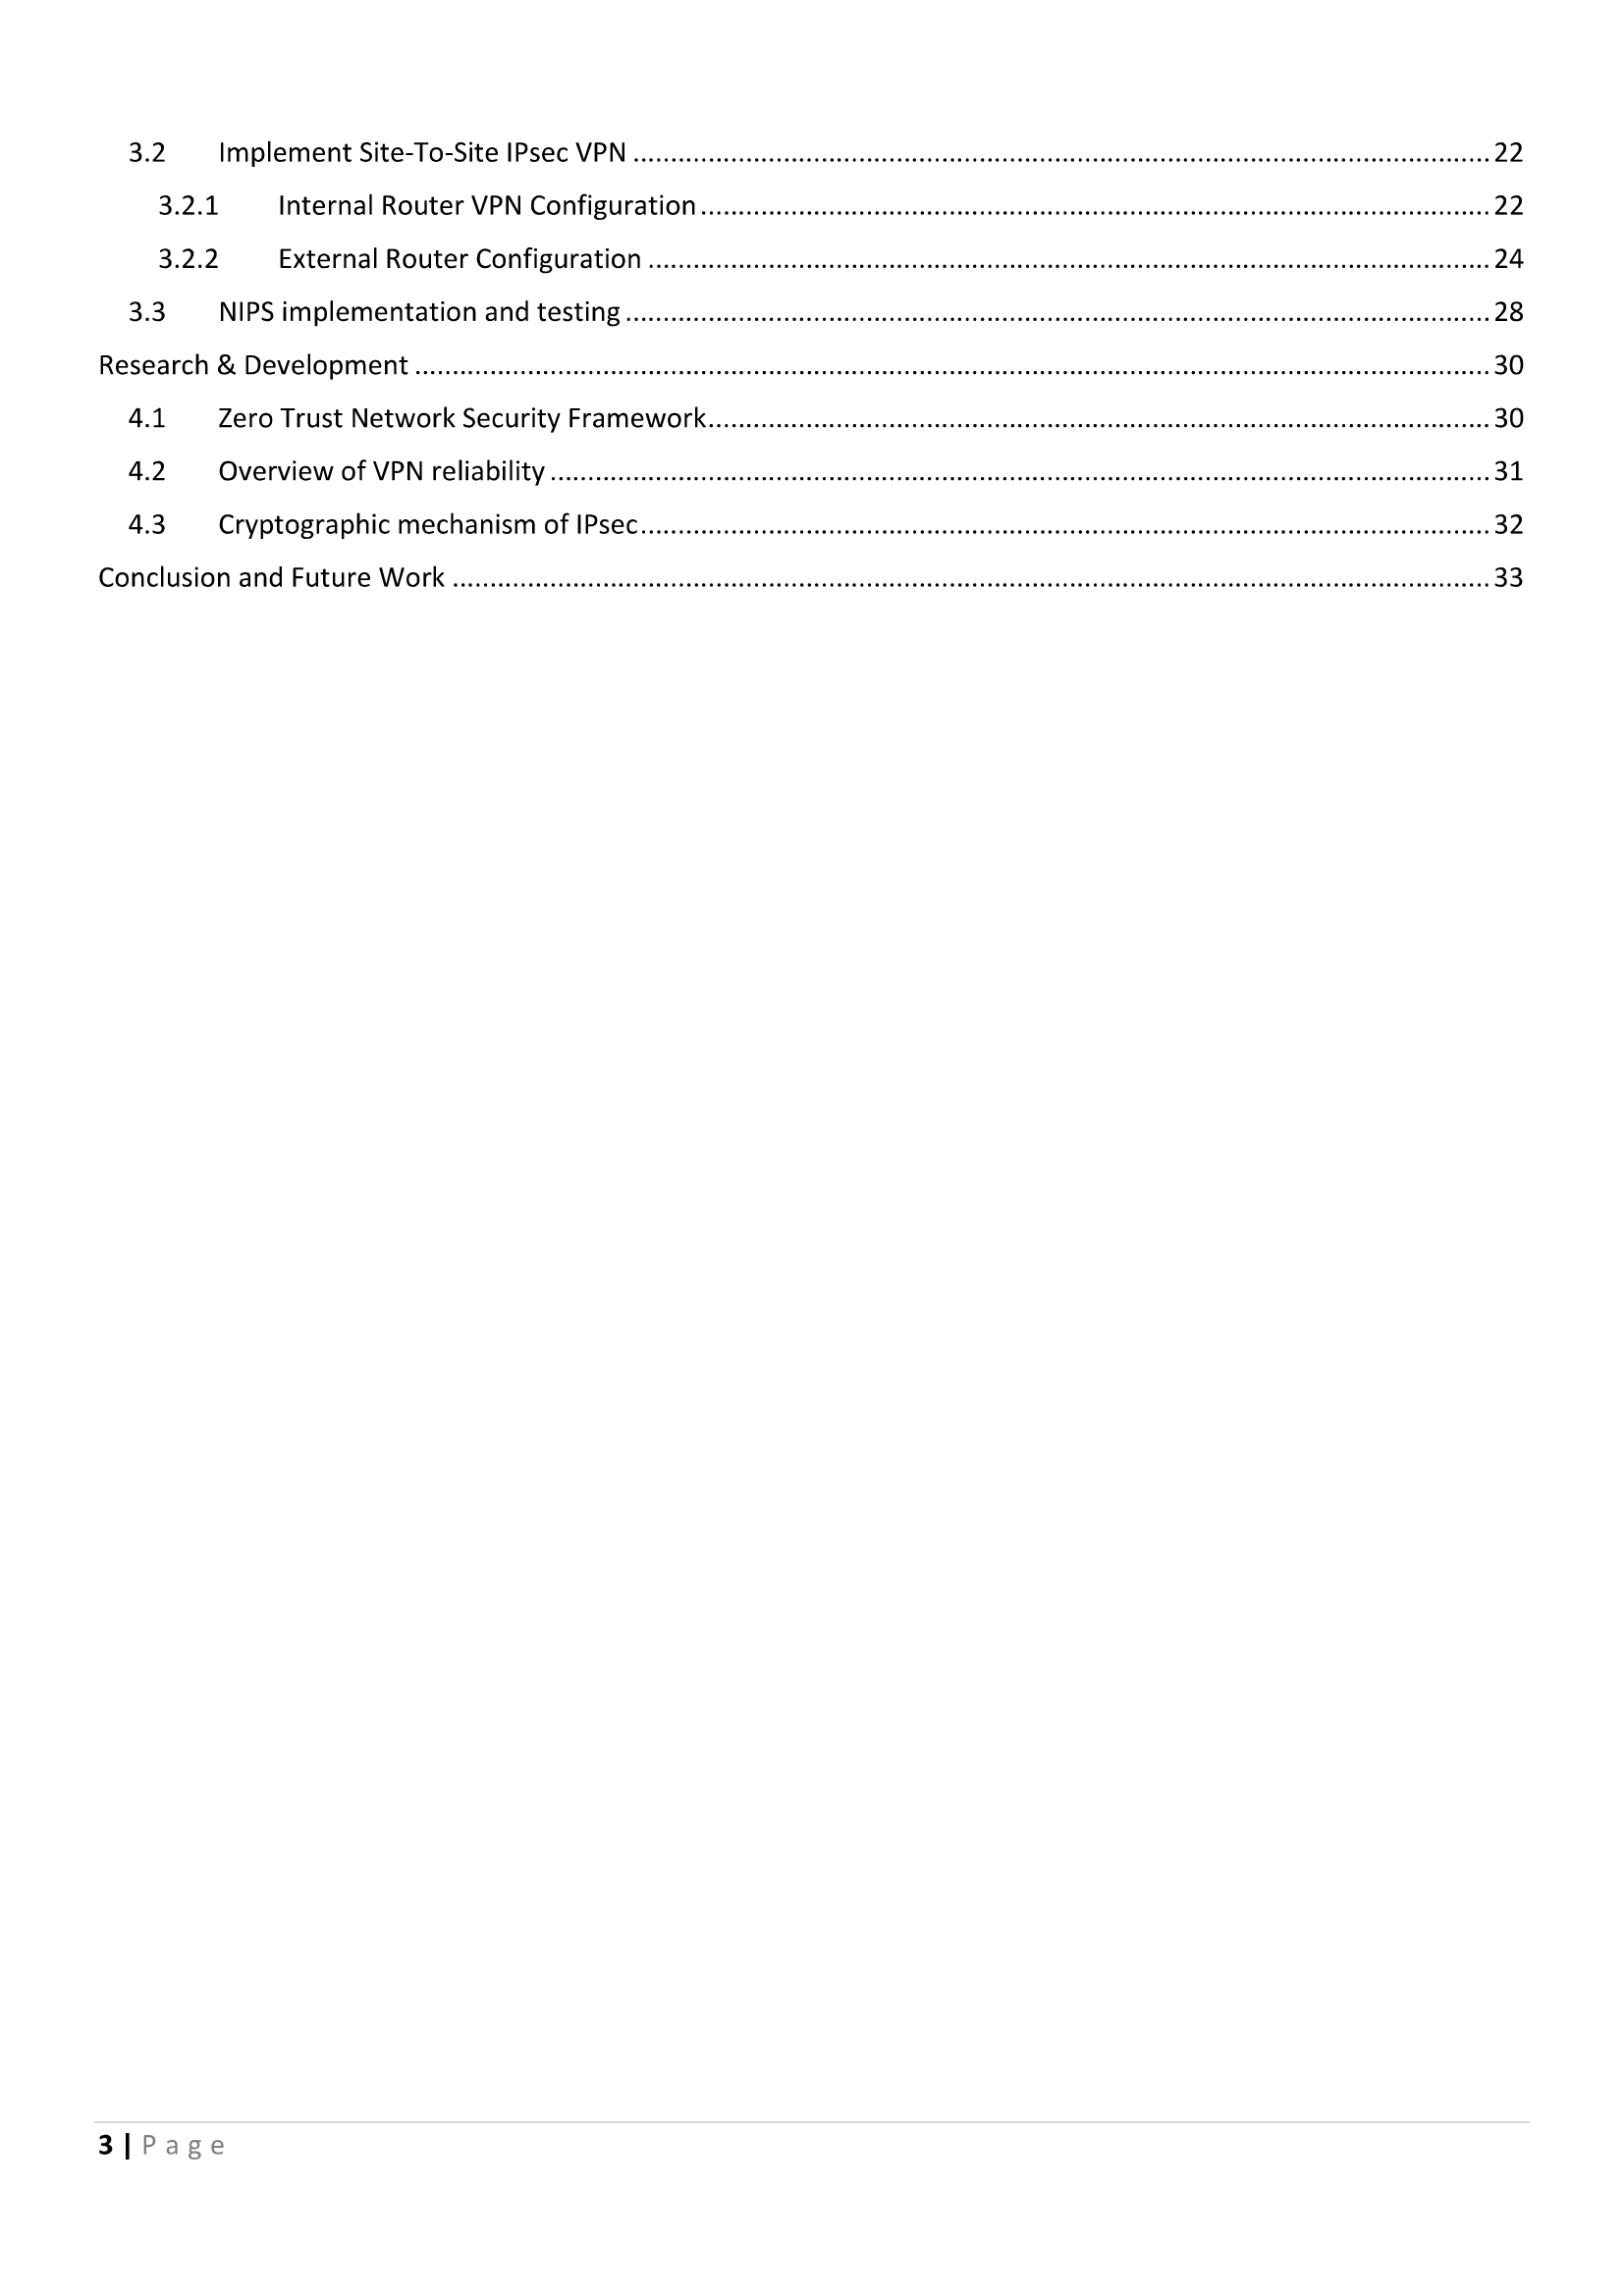 3.2 Implement Site-To-Site IPsec VPN ........................................ 22
3.2.1 Internal Router VPN Configuration ........................................ 22
3.2.2 External Router Configuration ........................................ 24
3.3 NIPS implementation and testing ........................................ 28
Research & Development ........................................ 30
4.1 Zero Trust Network Security Framework ........................................ 30
4.2 Overview of VPN reliability ........................................ 31
4.3 Cryptographic mechanism of IPsec ........................................ 32
Conclusion and Future Work ........................................ 33
3 | Page